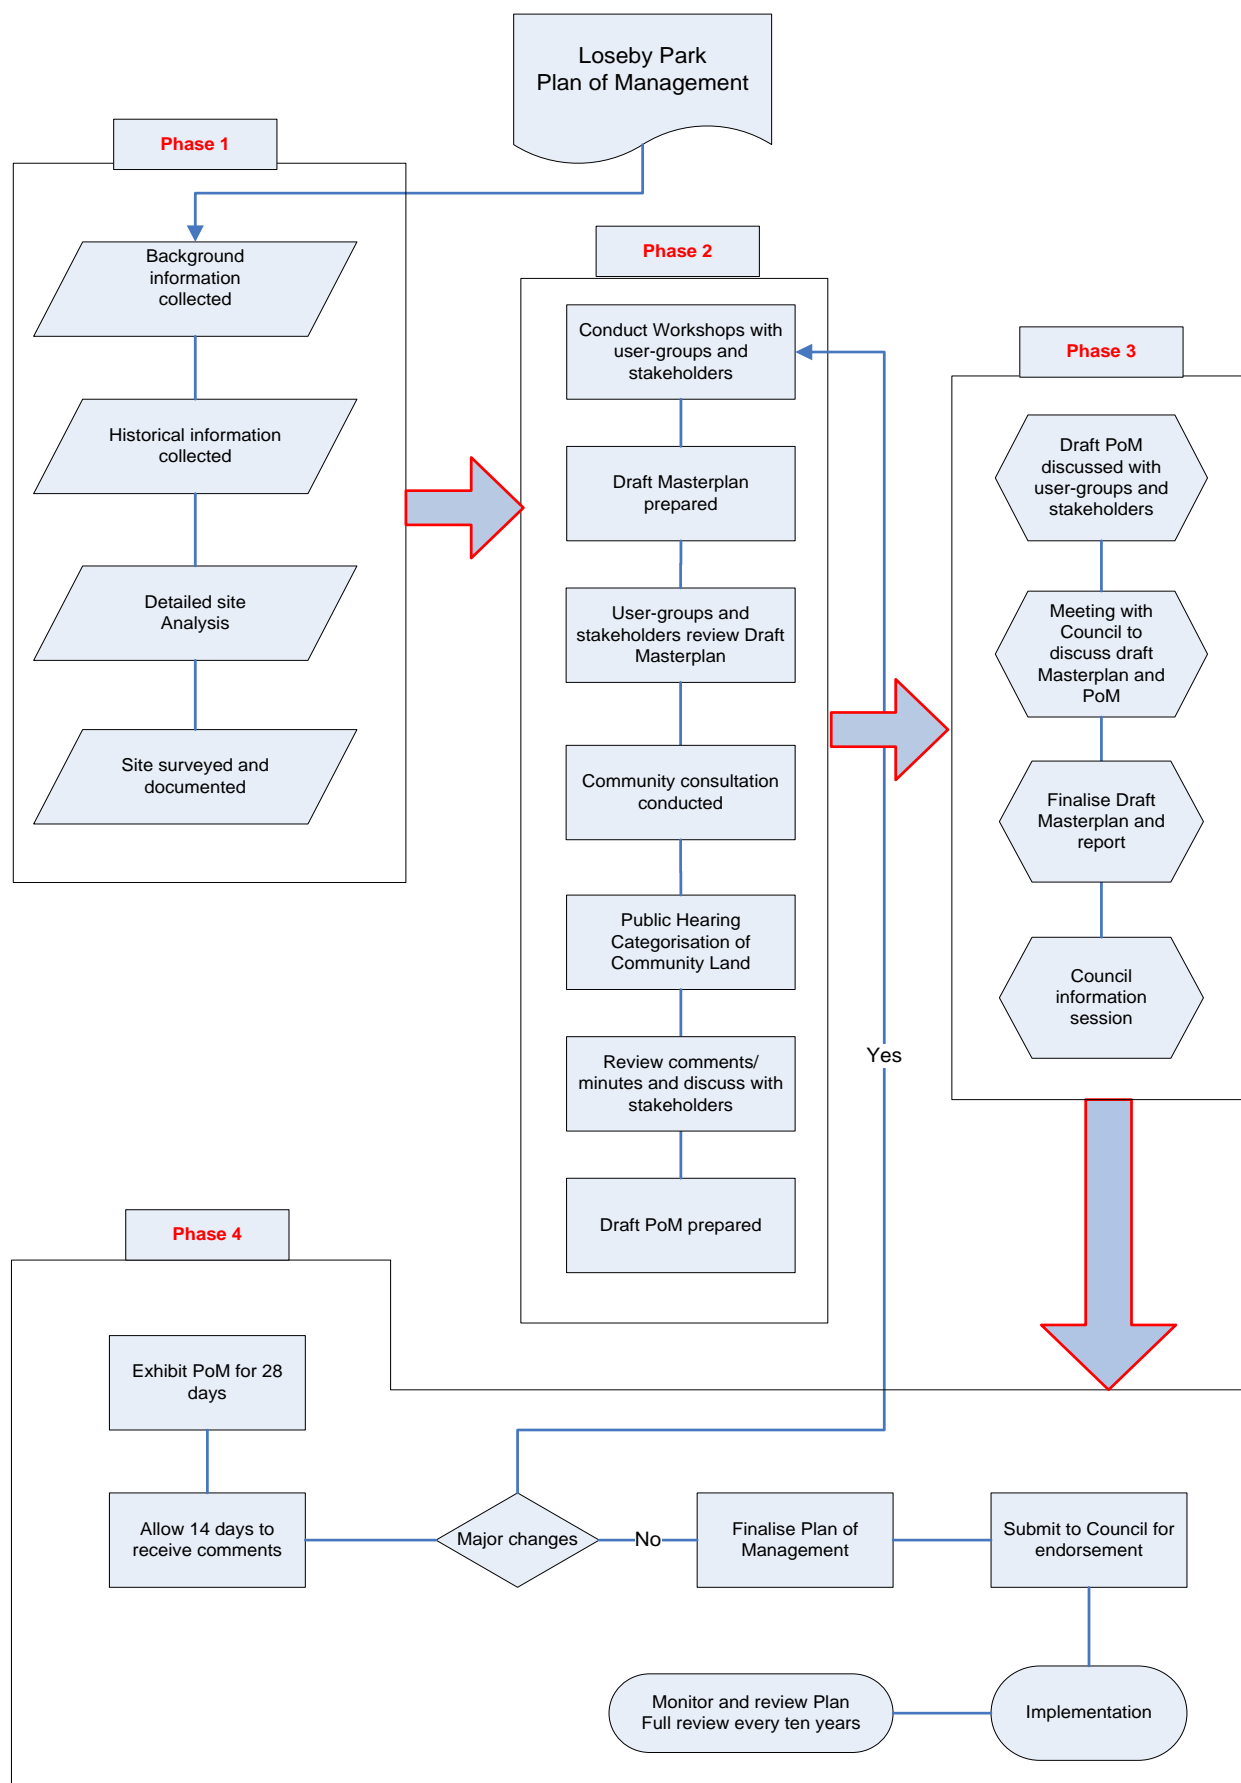 Loseby Park
Plan of Management
Phase 1
Background
information
collected
Historical information
collected
Detailed site
Analysis
Site surveyed and
documented
Phase 2
Conduct Workshops with
user-groups and
stakeholders
Draft Masterplan
prepared
User-groups and
stakeholders review Draft
Masterplan
Community consultation
conducted
Public Hearing
Categorisation of
Community Land
Review comments/
minutes and discuss with
stakeholders
Draft PoM prepared
Phase 3
Draft PoM
discussed with
user-groups and
stakeholders
Meeting with
Council to
discuss draft
Masterplan and
PoM
Finalise Draft
Masterplan and
report
Council
information
session
Yes
Phase 4
Exhibit PoM for 28
days
Allow 14 days to
receive comments
Major changes
No
Finalise Plan of
Management
Submit to Council for
endorsement
Implementation
Monitor and review Plan
Full review every ten years